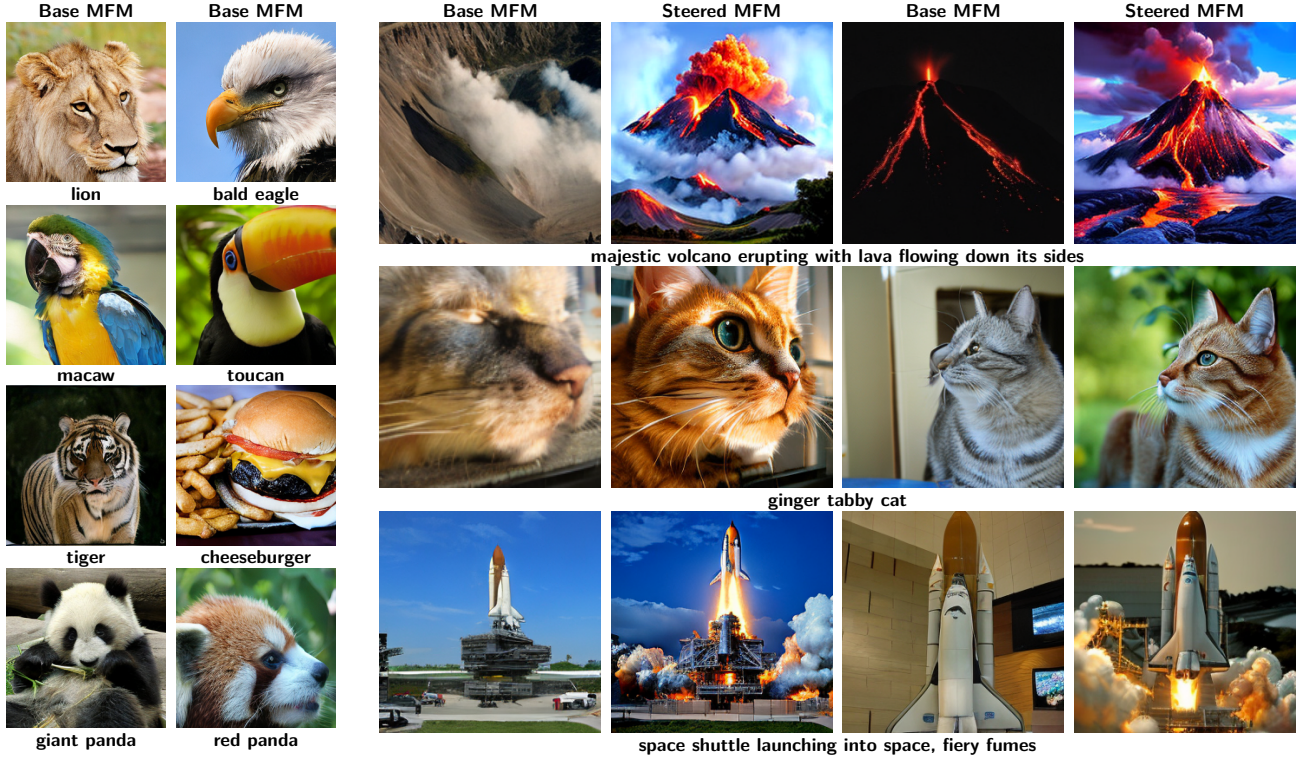 Base MFM
Base MFM
Base MFM
Steered MFM
Base MFM
Steered MFM
lion
bald eagle
macaw
toucan
tiger
cheeseburger
giant panda
red panda
majestic volcano erupting with lava flowing down its sides
ginger tabby cat
space shuttle launching into space, fiery fumes